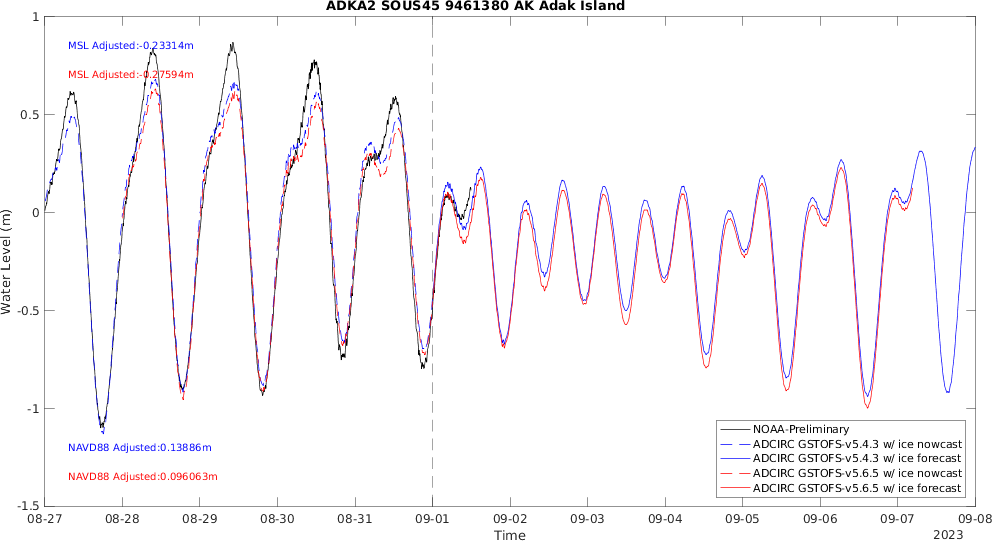 ADKA2 SOUS45 9461380 AK Adak Island
MSL Adjusted:-0.23314m
MSL Adjusted:-0.27594m
NAVD88 Adjusted:0.13886m
NAVD88 Adjusted:0.096063m
Water Level (m)
1
0.5
0
-0.5
-1
-1.5
NOAA-Preliminary
ADCIRC GSTOFS-v5.4.3 w/ ice nowcast
ADCIRC GSTOFS-v5.4.3 w/ ice forecast
ADCIRC GSTOFS-v5.6.5 w/ ice nowcast
ADCIRC GSTOFS-v5.6.5 w/ ice forecast
08-27 08-28 08-29 08-30 08-31 09-01 09-02 09-03 09-04 09-05 09-06 09-07 09-08
Time
2023